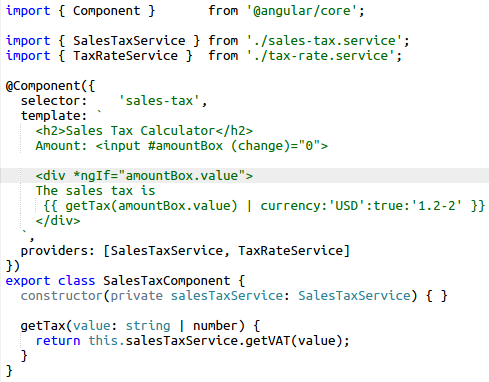 import { Component }       from '@angular/core';

import { SalesTaxService } from './sales-tax.service';
import { TaxRateService }  from './tax-rate.service';

@Component({
  selector:    'sales-tax',
  template: `
    <h2>Sales Tax Calculator</h2>
    Amount: <input #amountBox (change)="0">

    <div *ngIf="amountBox.value">
    The sales tax is
     {{ getTax(amountBox.value) | currency:'USD':true:'1.2-2' }}
    </div>
  `,
  providers: [SalesTaxService, TaxRateService]
})
export class SalesTaxComponent {
  constructor(private salesTaxService: SalesTaxService) { }

  getTax(value: string | number) {
    return this.salesTaxService.getVAT(value);
  }
}